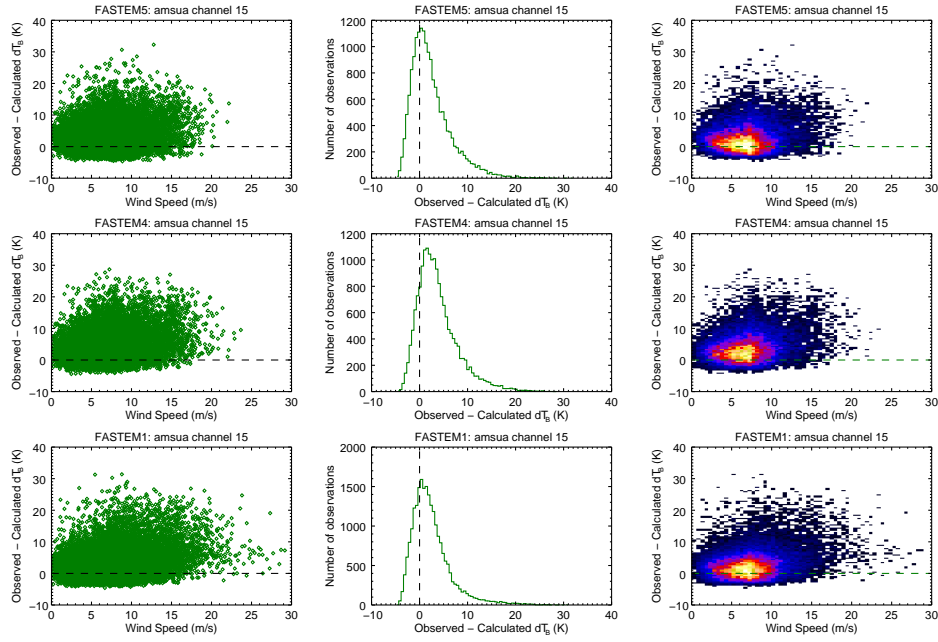 FASTEM5: amsua channel 15
Observed − Calculated dT_B (K)
40
30
20
10
0
−10
0 5 10 15 20 25 30
Wind Speed (m/s)
FASTEM5: amsua channel 15
Number of observations
1200
1000
800
600
400
200
0
−10 0 10 20 30 40
Observed − Calculated dT_B (K)
FASTEM5: amsua channel 15
Observed − Calculated dT_B (K)
40
30
20
10
0
−10
0 5 10 15 20 25 30
Wind Speed (m/s)
FASTEM4: amsua channel 15
Observed − Calculated dT_B (K)
40
30
20
10
0
−10
0 5 10 15 20 25 30
Wind Speed (m/s)
FASTEM4: amsua channel 15
Number of observations
1200
1000
800
600
400
200
0
−10 0 10 20 30 40
Observed − Calculated dT_B (K)
FASTEM4: amsua channel 15
Observed − Calculated dT_B (K)
40
30
20
10
0
−10
0 5 10 15 20 25 30
Wind Speed (m/s)
FASTEM1: amsua channel 15
Observed − Calculated dT_B (K)
40
30
20
10
0
−10
0 5 10 15 20 25 30
Wind Speed (m/s)
FASTEM1: amsua channel 15
Number of observations
2000
1500
1000
500
0
−10 0 10 20 30 40
Observed − Calculated dT_B (K)
FASTEM1: amsua channel 15
Observed − Calculated dT_B (K)
40
30
20
10
0
−10
0 5 10 15 20 25 30
Wind Speed (m/s)